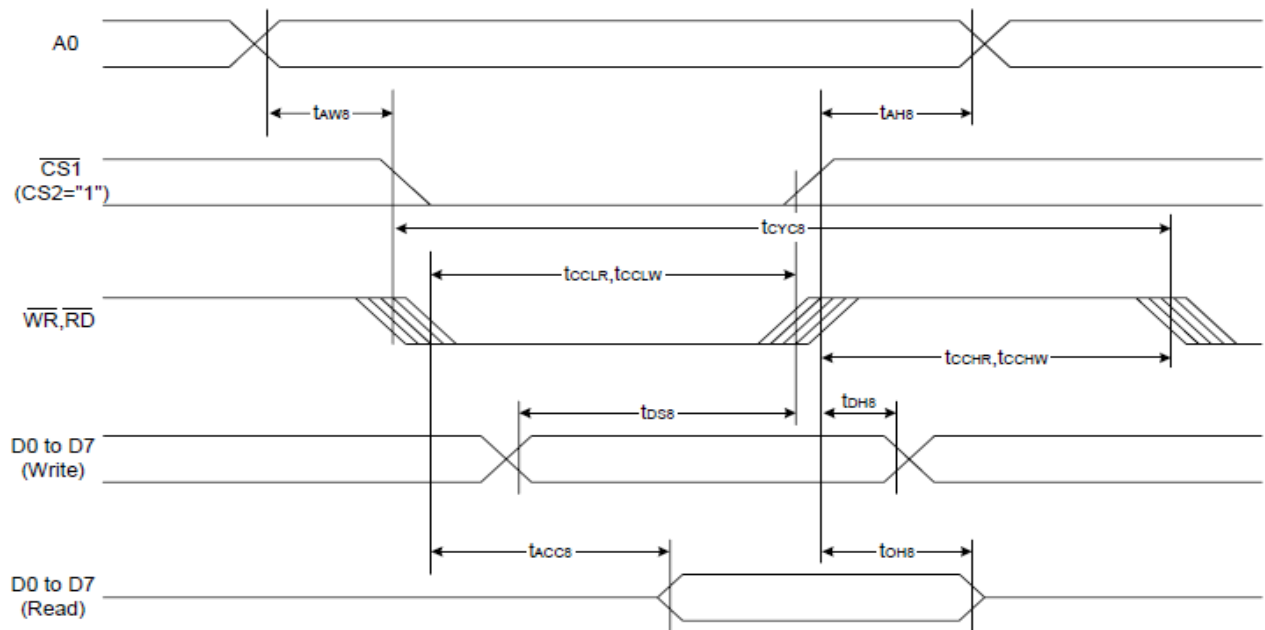 A0
tAW8
tAH8
CS1
(CS2="1")
tCYC8
tCCLR,tCCLW
WR,RD
tCCHR,tCCHW
tDS8
tDH8
D0 to D7
(Write)
tACC8
tOH8
D0 to D7
(Read)